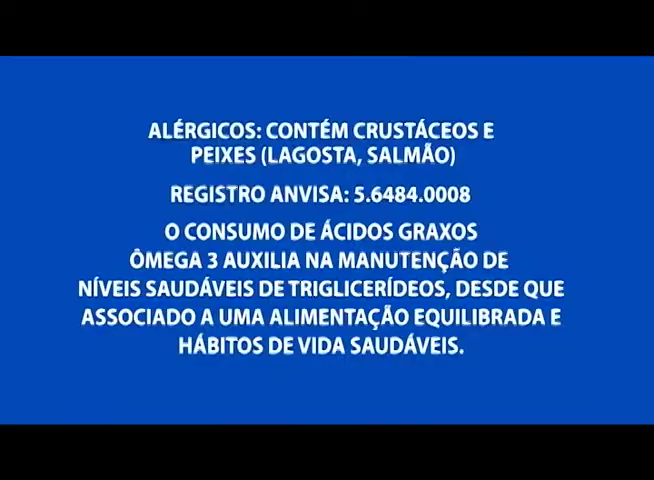 ALÉRGICOS: CONTÉM CRUSTÁCEOS E
PEIXES (LAGOSTA, SALMÃO)
REGISTRO ANVISA: 5.6484.0008
O CONSUMO DE ÁCIDOS GRAXOS
ÔMEGA 3 AUXILIA NA MANUTENÇÃO DE
NÍVEIS SAUDÁVEIS DE TRIGLICERÍDEOS, DESDE QUE
ASSOCIADO A UMA ALIMENTAÇÃO EQUILIBRADA E
HÁBITOS DE VIDA SAUDÁVEIS.